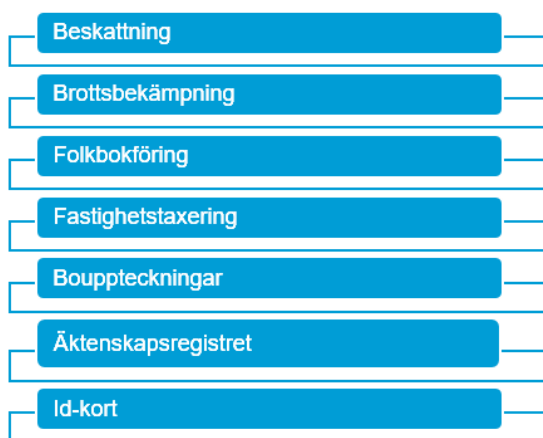 Beskattning
Brottsbekämpning
Folkbokföring
Fastighetstaxering
Bouppteckningar
Äktenskapsregistret
Id-kort